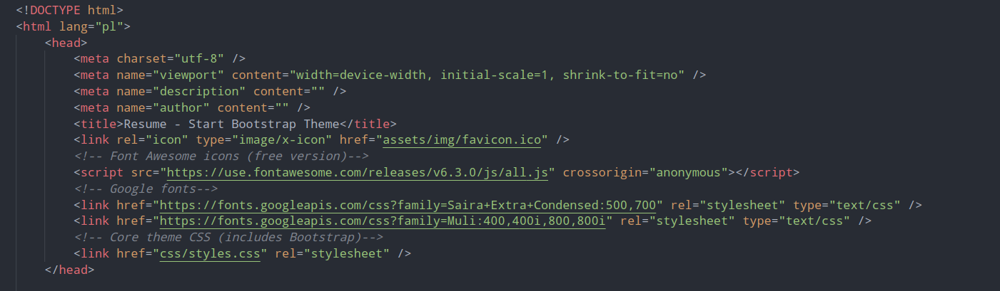 <!DOCTYPE html>
<html lang="pl">
<head>
<meta charset="utf-8" />
<meta name="viewport" content="width=device-width, initial-scale=1, shrink-to-fit=no" />
<meta name="description" content="" />
<meta name="author" content="" />
<title>Resume - Start Bootstrap Theme</title>
<link rel="icon" type="image/x-icon" href="assets/img/favicon.ico" />
<!-- Font Awesome icons (free version)-->
<script src="https://use.fontawesome.com/releases/v6.3.0/js/all.js" crossorigin="anonymous"></script>
<!-- Google fonts-->
<link href="https://fonts.googleapis.com/css?family=Saira+Extra+Condensed:500,700" rel="stylesheet" type="text/css" />
<link href="https://fonts.googleapis.com/css?family=Muli:400,400i,800,800i" rel="stylesheet" type="text/css" />
<!-- Core theme CSS (includes Bootstrap)-->
<link href="css/styles.css" rel="stylesheet" />
</head>